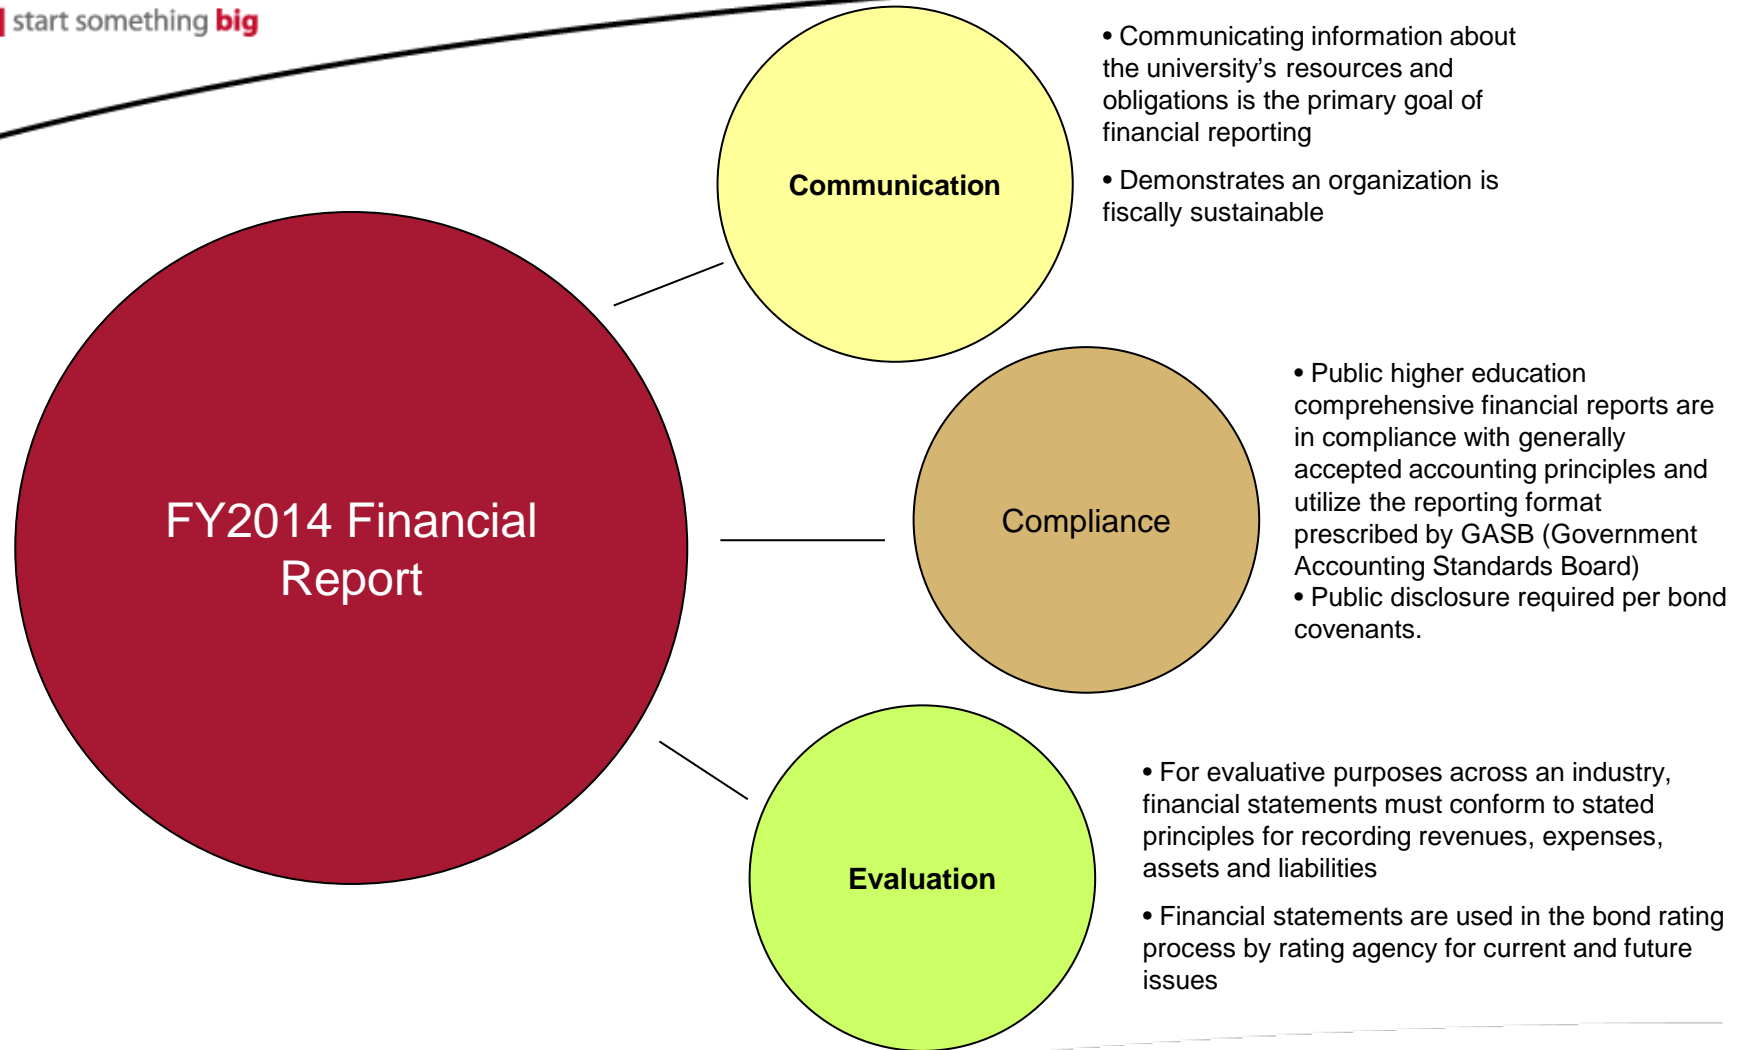 start something big
• Communicating information about
the university’s resources and
obligations is the primary goal of
financial reporting
• Demonstrates an organization is
fiscally sustainable
Communication
FY2014 Financial
Report
Compliance
• Public higher education
comprehensive financial reports are
in compliance with generally
accepted accounting principles and
utilize the reporting format
prescribed by GASB (Government
Accounting Standards Board)
• Public disclosure required per bond
covenants.
Evaluation
• For evaluative purposes across an industry,
financial statements must conform to stated
principles for recording revenues, expenses,
assets and liabilities
• Financial statements are used in the bond rating
process by rating agency for current and future
issues